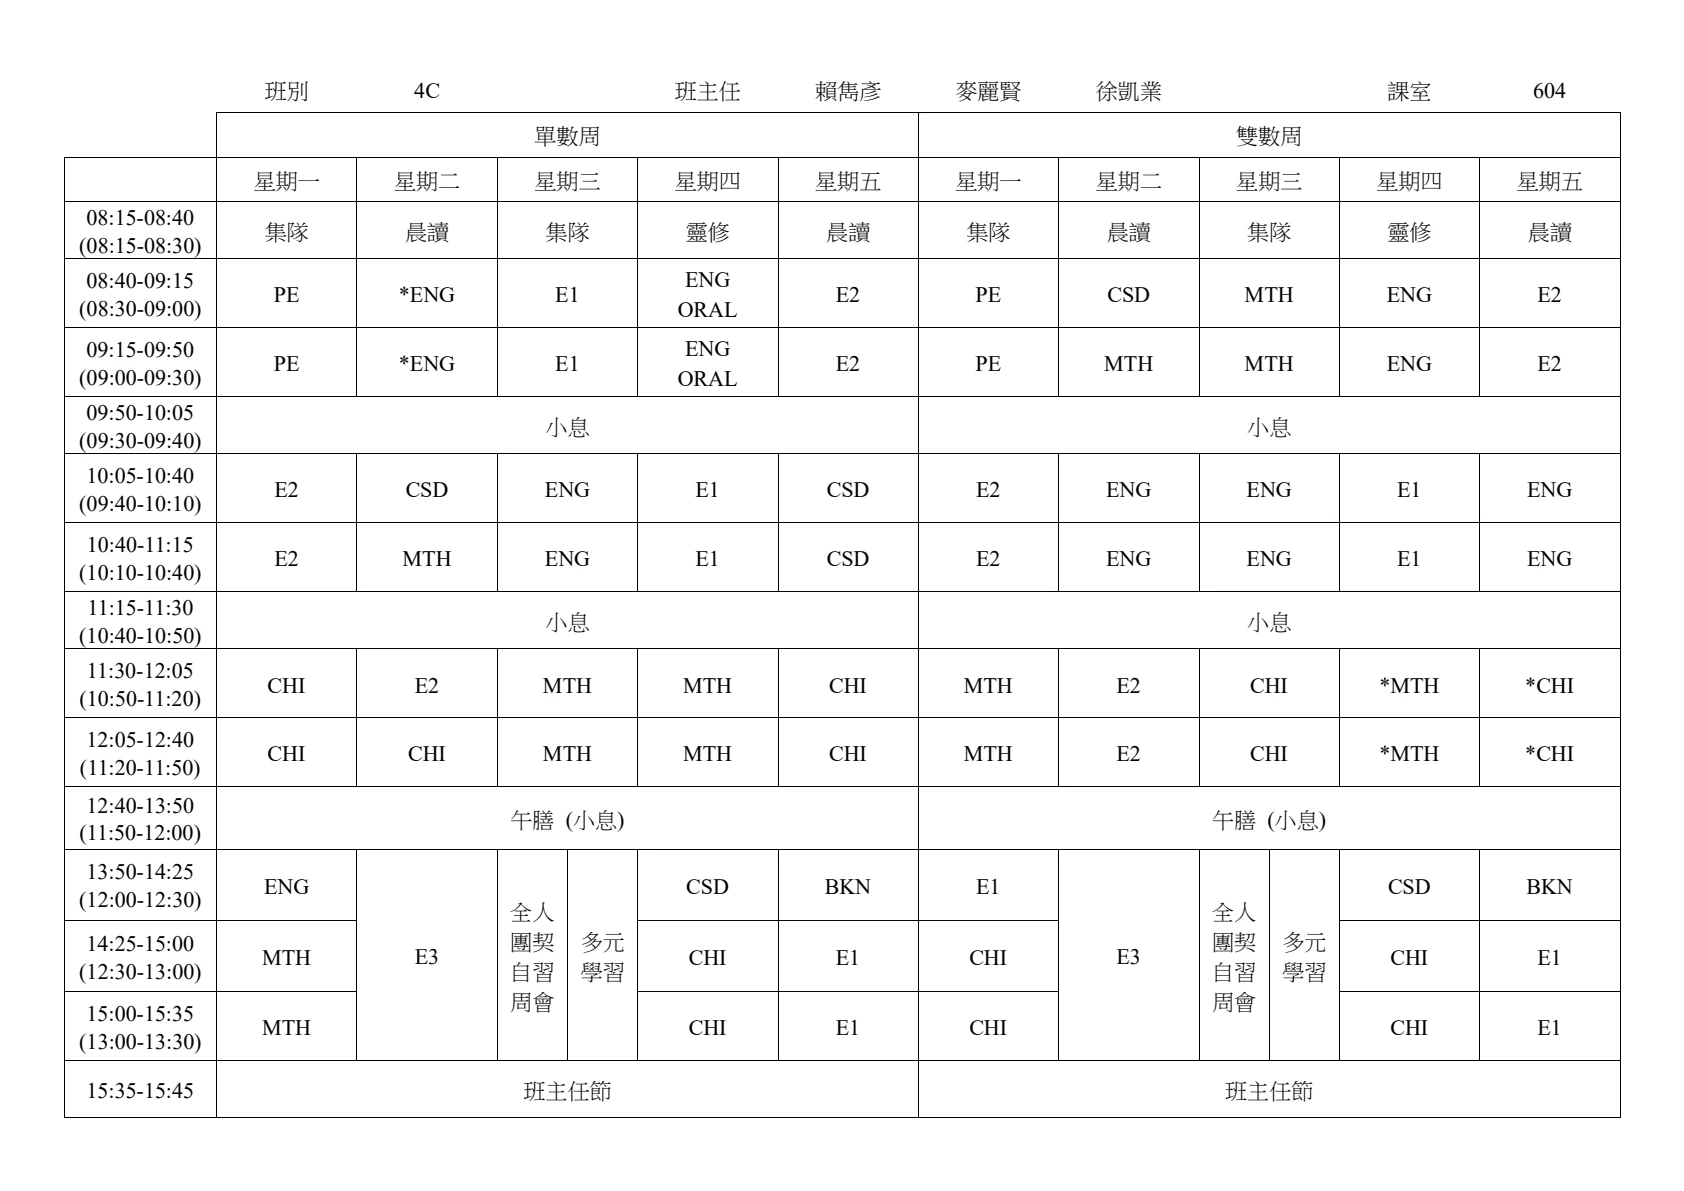 班別 4C 班主任 賴雋彥 麥麗賢 徐凱業 課室 604
單數周 雙數周
星期一 星期二 星期三 星期四 星期五 星期一 星期二 星期三 星期四 星期五
08:15-08:40
(08:15-08:30)
集隊 晨讀 集隊 靈修 晨讀 集隊 晨讀 集隊 靈修 晨讀
08:40-09:15
(08:30-09:00)
PE *ENG E1 ENG ORAL E2 PE CSD MTH ENG E2
09:15-09:50
(09:00-09:30)
PE *ENG E1 ENG ORAL E2 PE MTH MTH ENG E2
09:50-10:05
(09:30-09:40)
小息 小息
10:05-10:40
(09:40-10:10)
E2 CSD ENG E1 CSD E2 ENG ENG E1 ENG
10:40-11:15
(10:10-10:40)
E2 MTH ENG E1 CSD E2 ENG ENG E1 ENG
11:15-11:30
(10:40-10:50)
小息 小息
11:30-12:05
(10:50-11:20)
CHI E2 MTH MTH CHI MTH E2 CHI *MTH *CHI
12:05-12:40
(11:20-11:50)
CHI CHI MTH MTH CHI MTH E2 CHI *MTH *CHI
12:40-13:50
(11:50-12:00)
午膳 (小息) 午膳 (小息)
13:50-14:25
(12:00-12:30)
ENG CSD BKN E1 CSD BKN
14:25-15:00
(12:30-13:00)
MTH E3 全人團契自習周會 多元學習 CHI E1 CHI E3 全人團契自習周會 多元學習 CHI E1
15:00-15:35
(13:00-13:30)
MTH CHI E1 CHI CHI E1
15:35-15:45
班主任節 班主任節